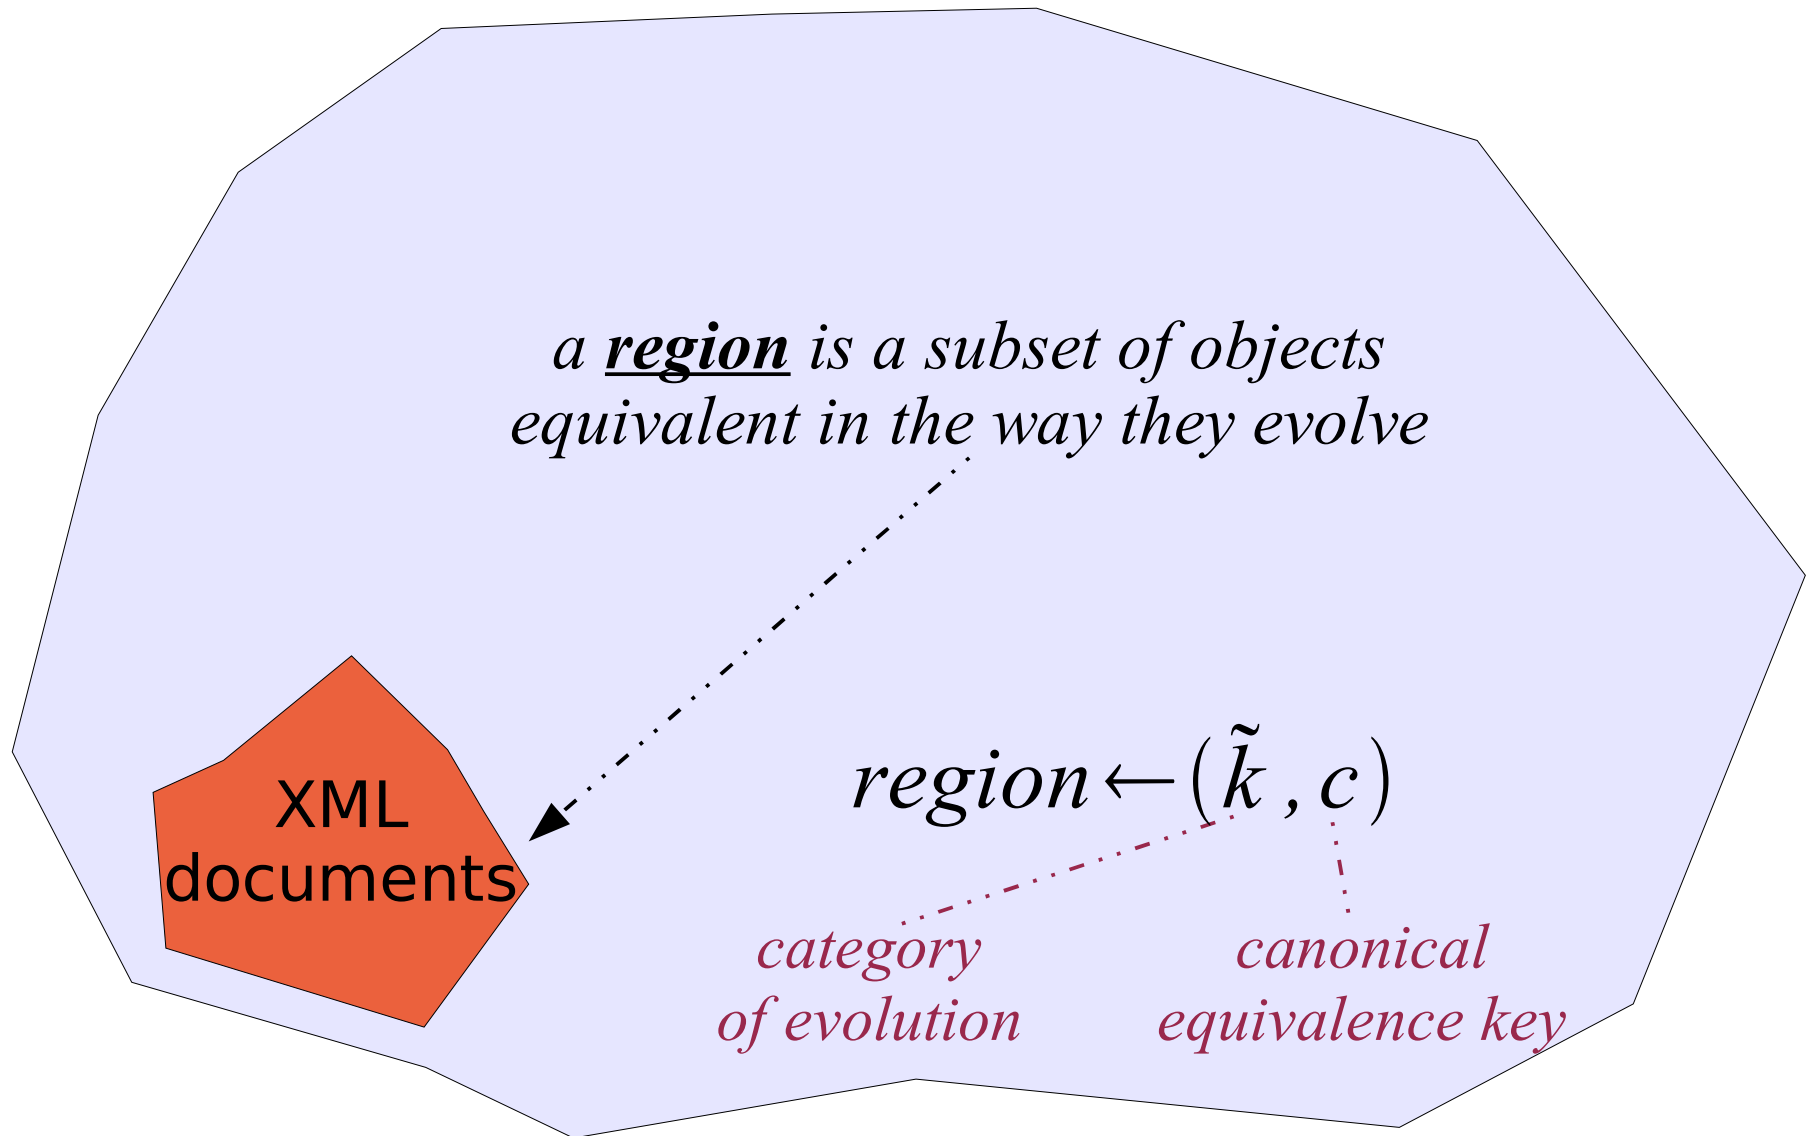 a region is a subset of objects
equivalent in the way they evolve
XML
documents
region←(k̃ , c)
category
of evolution
canonical
equivalence key